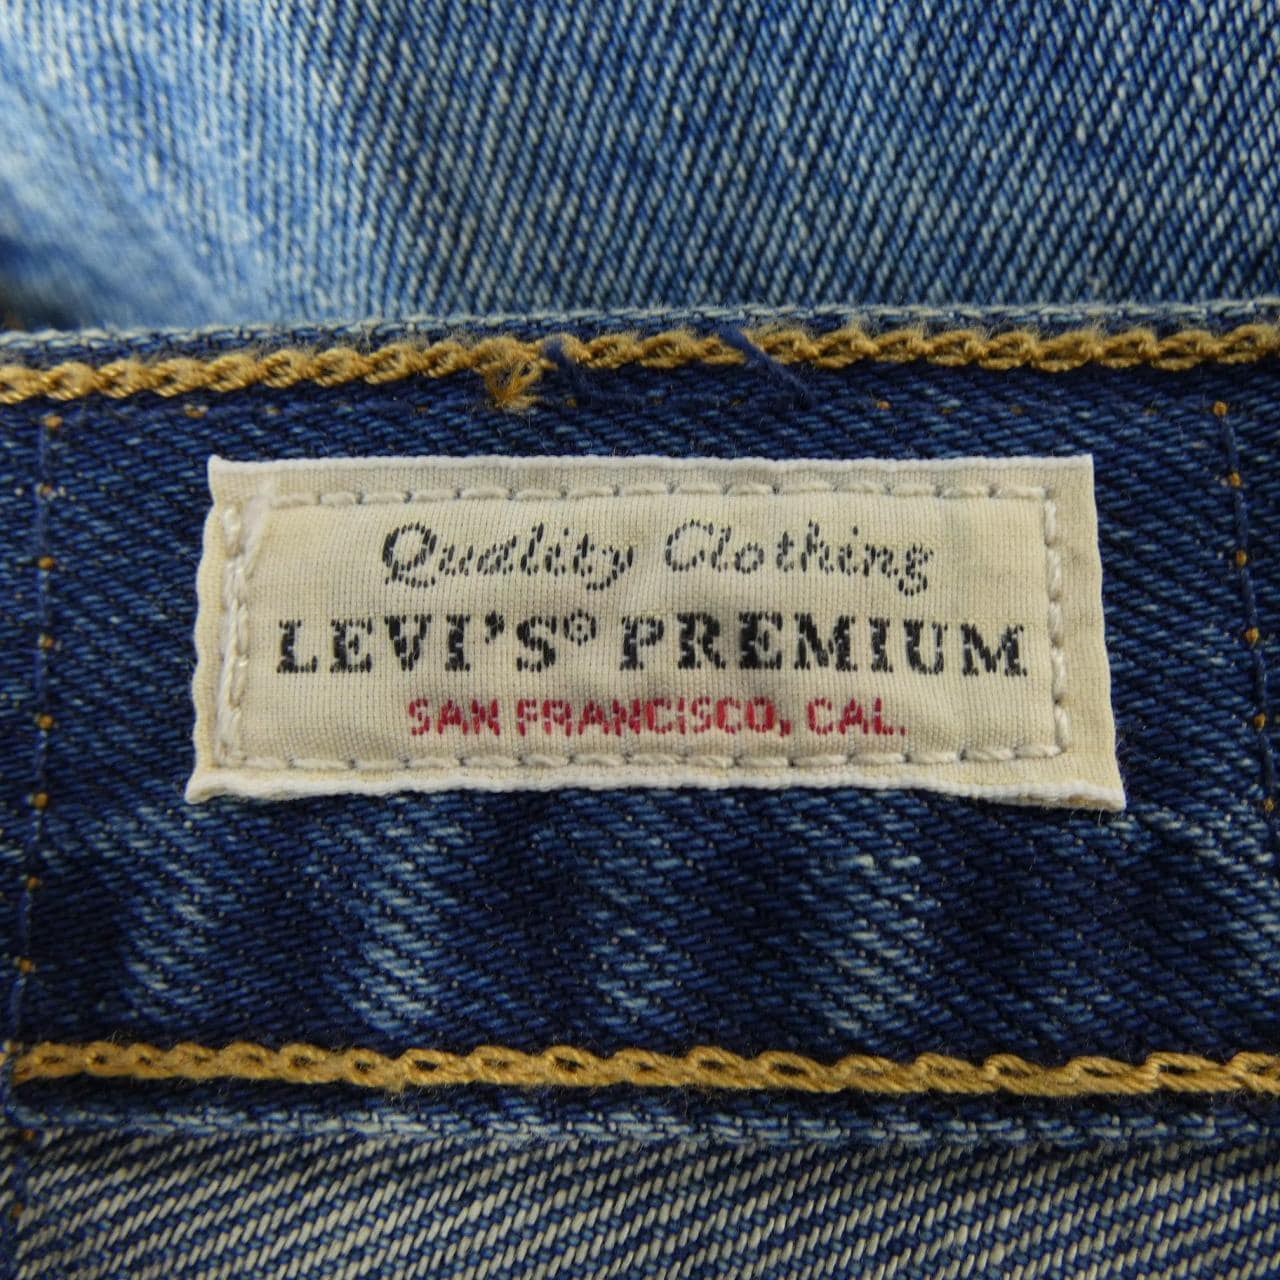 Quality Clothing
LEVI'S® PREMIUM
SAN FRANCISCO, CAL.